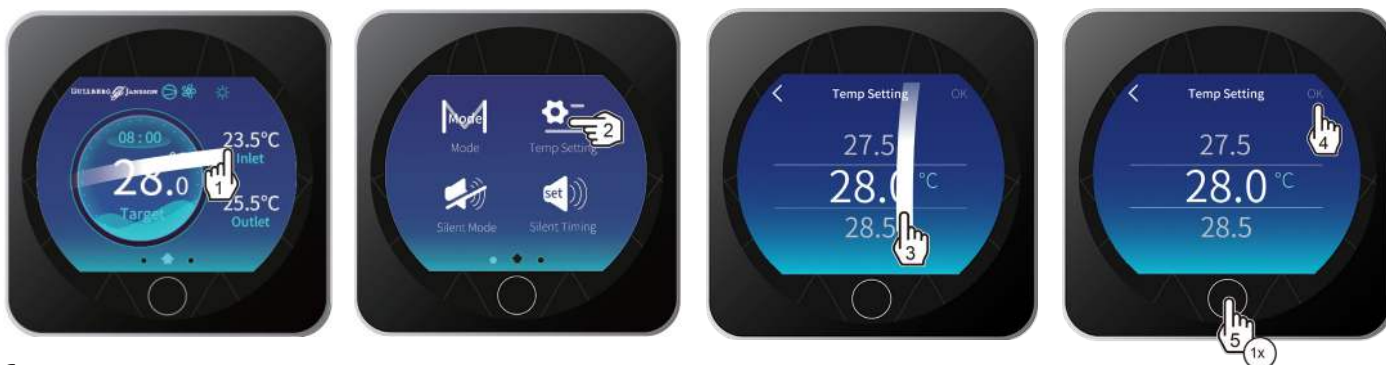 GULLBERG & JANSSON
08:00
28.0
Target
23.5°C
Inlet
25.5°C
Outlet
1
Mode
Mode
Temp Setting
2
set
Silent Mode
Silent Timing
Temp Setting
OK
27.5
28.0 °C
28.5
3
Temp Setting
OK
4
27.5
28.0 °C
28.5
5
1x